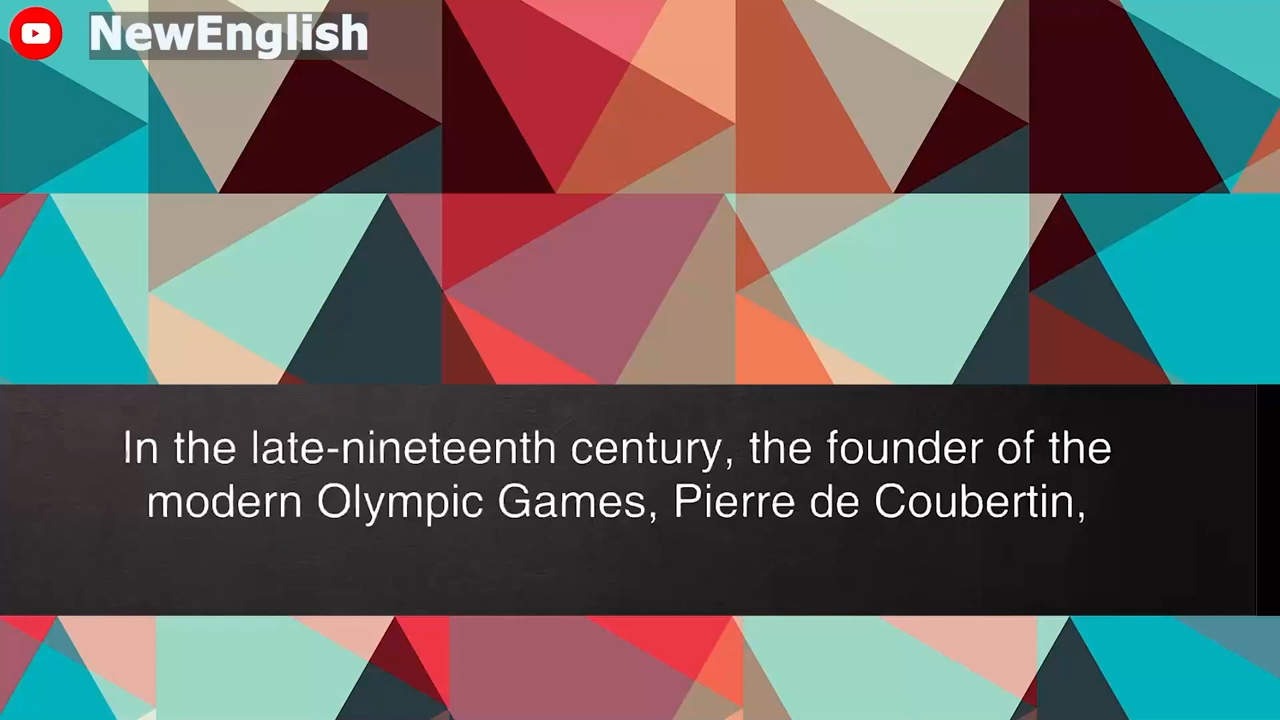 NewEnglish
In the late-nineteenth century, the founder of the
modern Olympic Games, Pierre de Coubertin,